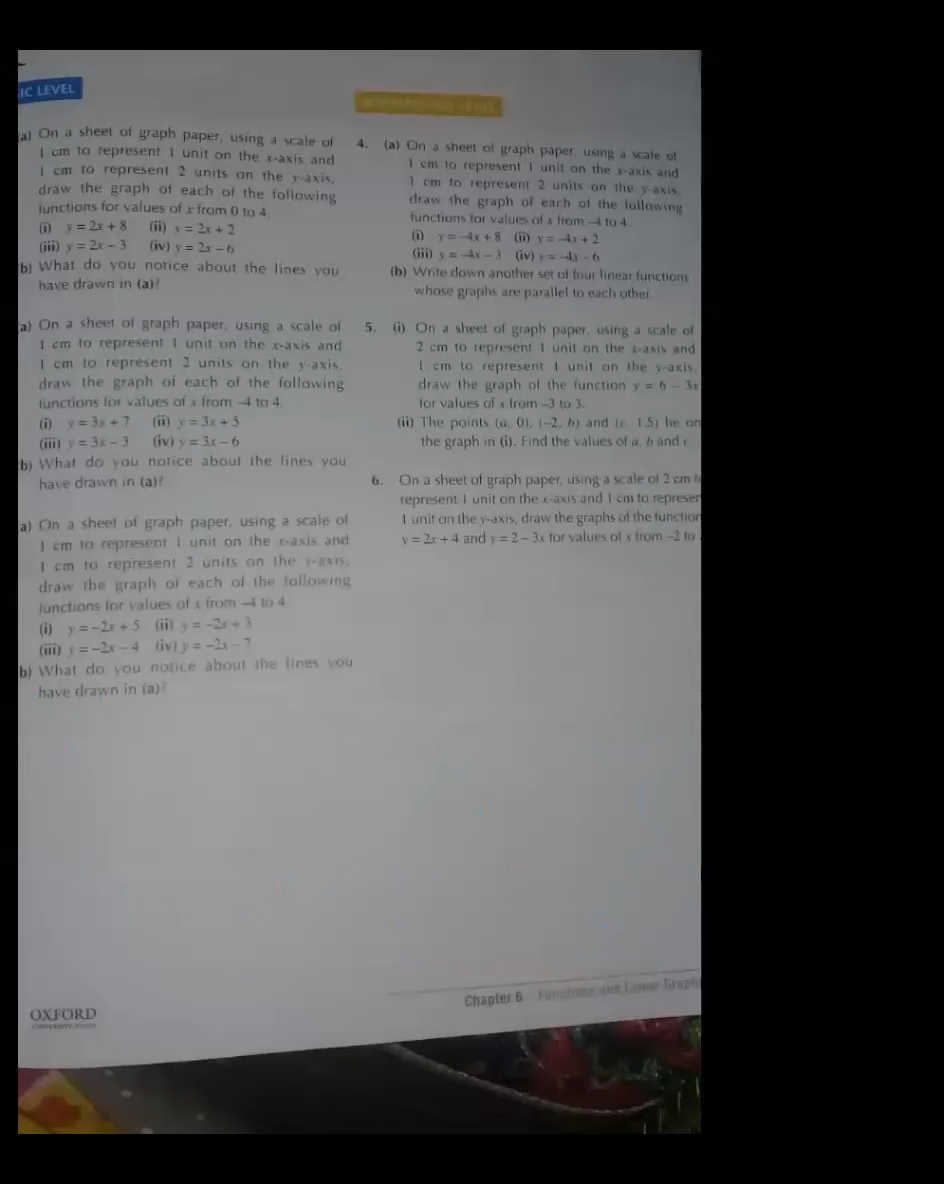 IC LEVEL
a) On a sheet of graph paper, using a scale of
1 cm to represent 1 unit on the x-axis and
1 cm to represent 2 units on the y-axis,
draw the graph of each of the following
functions for values of x from 0 to 4.
(i) y = 2x + 8 (ii) y = 2x + 2
(iii) y = 2x − 3 (iv) y = 2x − 6
b) What do you notice about the lines you
have drawn in (a)?
a) On a sheet of graph paper, using a scale of
1 cm to represent 1 unit on the x-axis and
1 cm to represent 2 units on the y-axis,
draw the graph of each of the following
functions for values of x from −4 to 4.
(i) y = 3x + 7 (ii) y = 3x + 5
(iii) y = 3x − 3 (iv) y = 3x − 6
b) What do you notice about the lines you
have drawn in (a)?
a) On a sheet of graph paper, using a scale of
1 cm to represent 1 unit on the x-axis and
1 cm to represent 2 units on the y-axis,
draw the graph of each of the following
functions for values of x from −4 to 4.
(i) y = −2x + 5 (ii) y = −2x + 3
(iii) y = −2x − 4 (iv) y = −2x − 7
b) What do you notice about the lines you
have drawn in (a)?
INTERMEDIATE LEVEL
4. (a) On a sheet of graph paper, using a scale of
1 cm to represent 1 unit on the x-axis and
1 cm to represent 2 units on the y-axis,
draw the graph of each of the following
functions for values of x from −4 to 4.
(i) y = −4x + 8 (ii) y = −4x + 2
(iii) y = −4x − 3 (iv) y = −4x − 6
(b) Write down another set of four linear functions
whose graphs are parallel to each other.
5. (i) On a sheet of graph paper, using a scale of
2 cm to represent 1 unit on the x-axis and
1 cm to represent 1 unit on the y-axis,
draw the graph of the function y = 6 − 3x
for values of x from −3 to 3.
(ii) The points (a, 0), (−2, b) and (c, 1.5) lie on
the graph in (i). Find the values of a, b and c.
6. On a sheet of graph paper, using a scale of 2 cm t
represent 1 unit on the x-axis and 1 cm to represen
1 unit on the y-axis, draw the graphs of the function
y = 2x + 4 and y = 2 − 3x for values of x from −2 to
Chapter 6 Functions and Linear Graph
OXFORD
UNIVERSITY PRESS